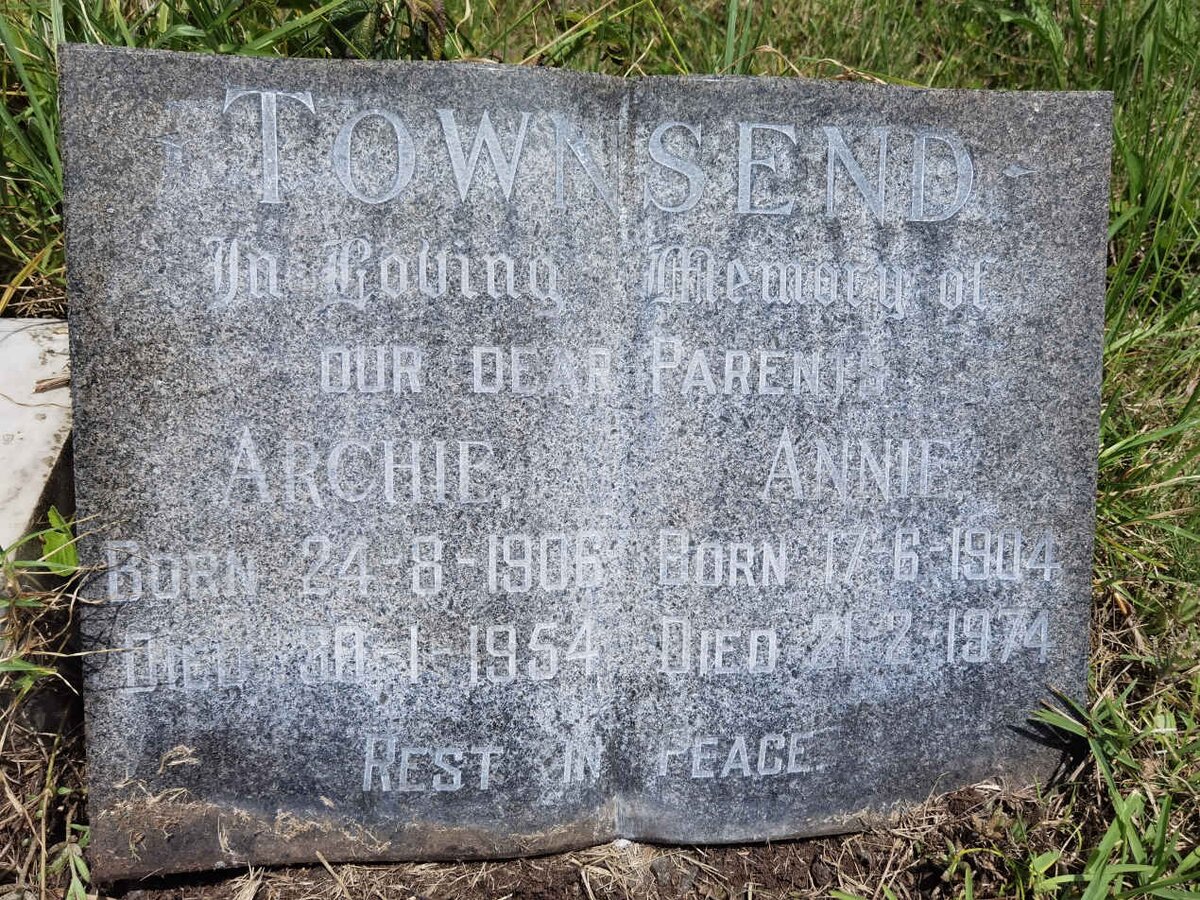 TOWNSEND
In Loving Memory of
OUR DEAR PARENTS
ARCHIE, ANNIE,
BORN 24-8-1906 BORN 17-6-1904
DIED 30-1-1954 DIED 21-2-1974
REST IN PEACE.